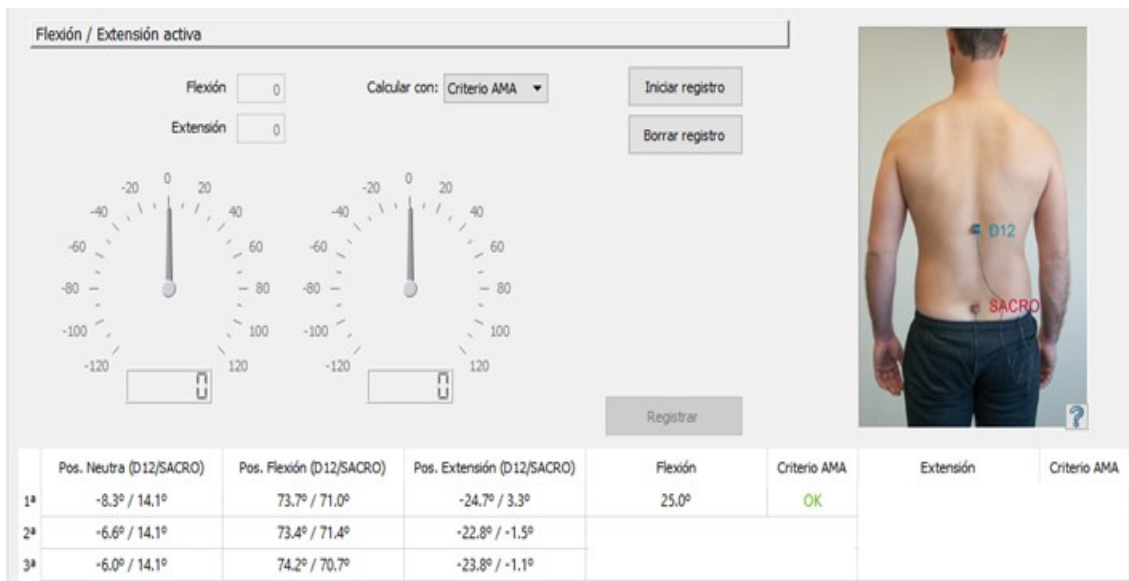 Flexión / Extensión activa
Flexión 0 Calcular con: Criterio AMA Iniciar registro
Extensión 0 Borrar registro
-120 -100 -80 -60 -40 -20 0 20 40 60 80 100 120
0
-120 -100 -80 -60 -40 -20 0 20 40 60 80 100 120
0
D12
SACRO
Registrar
?
Pos. Neutra (D12/SACRO) Pos. Flexión (D12/SACRO) Pos. Extensión (D12/SACRO) Flexión Criterio AMA Extensión Criterio AMA
1ª -8.3º / 14.1º 73.7º / 71.0º -24.7º / 3.3º 25.0º OK
2ª -6.6º / 14.1º 73.4º / 71.4º -22.8º / -1.5º
3ª -6.0º / 14.1º 74.2º / 70.7º -23.8º / -1.1º